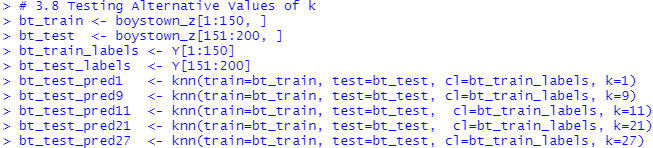 > # 3.8 Testing Alternative Values of k
> bt_train <- boystown_z[1:150, ]
> bt_test  <- boystown_z[151:200, ]
> bt_train_labels <- Y[1:150]
> bt_test_labels  <- Y[151:200]
> bt_test_pred1   <- knn(train=bt_train, test=bt_test, cl=bt_train_labels, k=1)
> bt_test_pred9   <- knn(train=bt_train, test=bt_test, cl=bt_train_labels, k=9)
> bt_test_pred11  <- knn(train=bt_train, test=bt_test,  cl=bt_train_labels, k=11)
> bt_test_pred21  <- knn(train=bt_train, test=bt_test,  cl=bt_train_labels, k=21)
> bt_test_pred27  <- knn(train=bt_train, test=bt_test, cl=bt_train_labels, k=27)